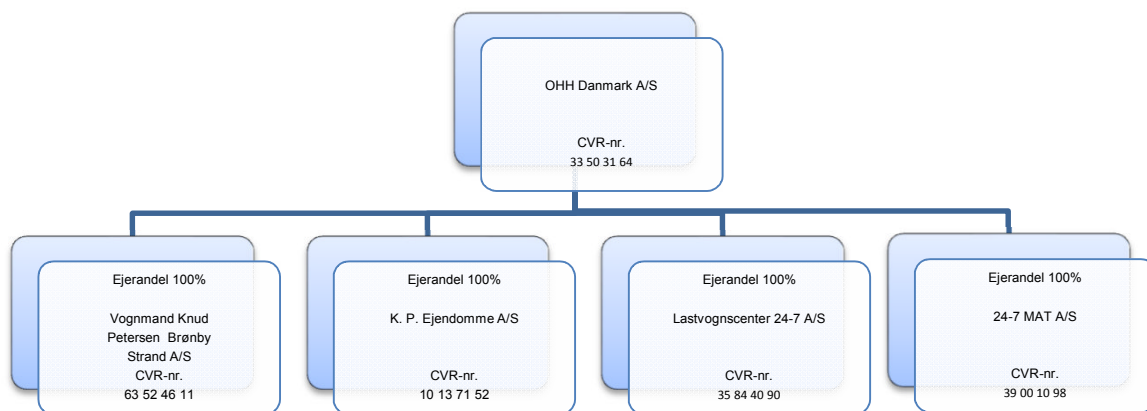 OHH Danmark A/S
CVR-nr.
33 50 31 64
Ejerandel 100%
Vognmand Knud
Petersen Brønby
Strand A/S
CVR-nr.
63 52 46 11
Ejerandel 100%
K. P. Ejendomme A/S
CVR-nr.
10 13 71 52
Ejerandel 100%
Lastvognscenter 24-7 A/S
CVR-nr.
35 84 40 90
Ejerandel 100%
24-7 MAT A/S
CVR-nr.
39 00 10 98